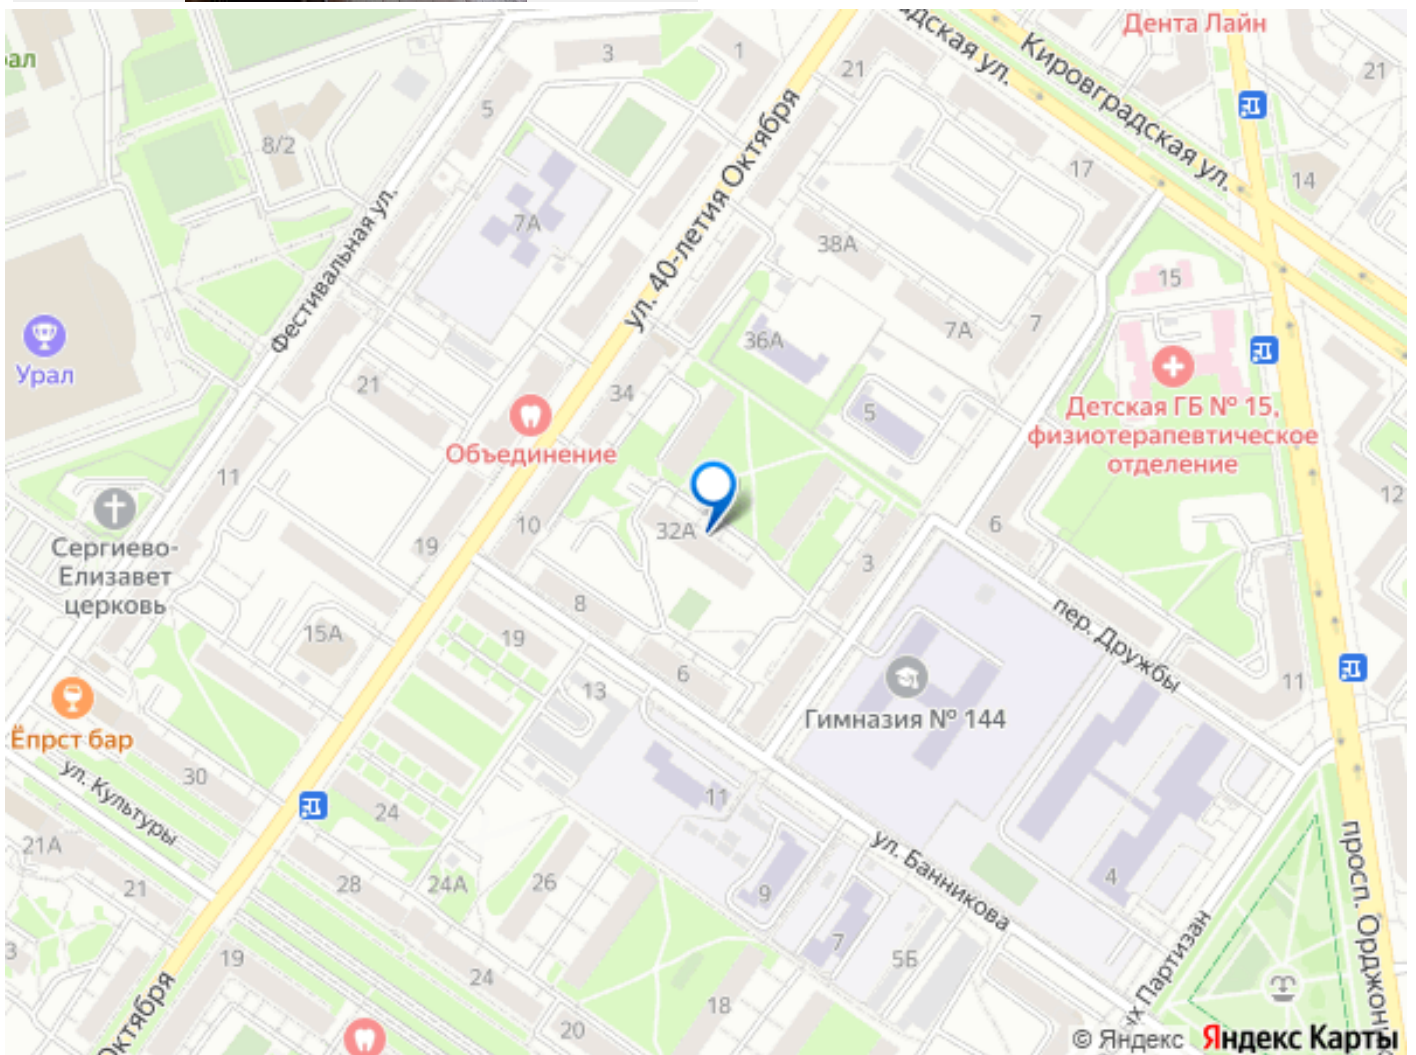 Дента Лайн
Кировградская ул.
дская ул.
ал
3
1
21
21
5
8/2
17
14
7А
ул. 40-летия Октября
Фестивальная ул.
38А
15
7А
7
36А
Урал
21
34
5
Детская ГБ № 15,
физиотерапевтическое
отделение
Объединение
11
12
10
32А
6
Сергиево-
Елизавет
церковь
19
3
8
15А
19
6
пер. Дружбы
13
11
Гимназия № 144
Ёпрст бар
30
ул. Культуры
24
11
21А
ул. Банникова
просп. Орджони
21
28
24А
26
9
4
7
3
19
24
5Б
18
20
Октября
их Партизан
© Яндекс Яндекс Карты